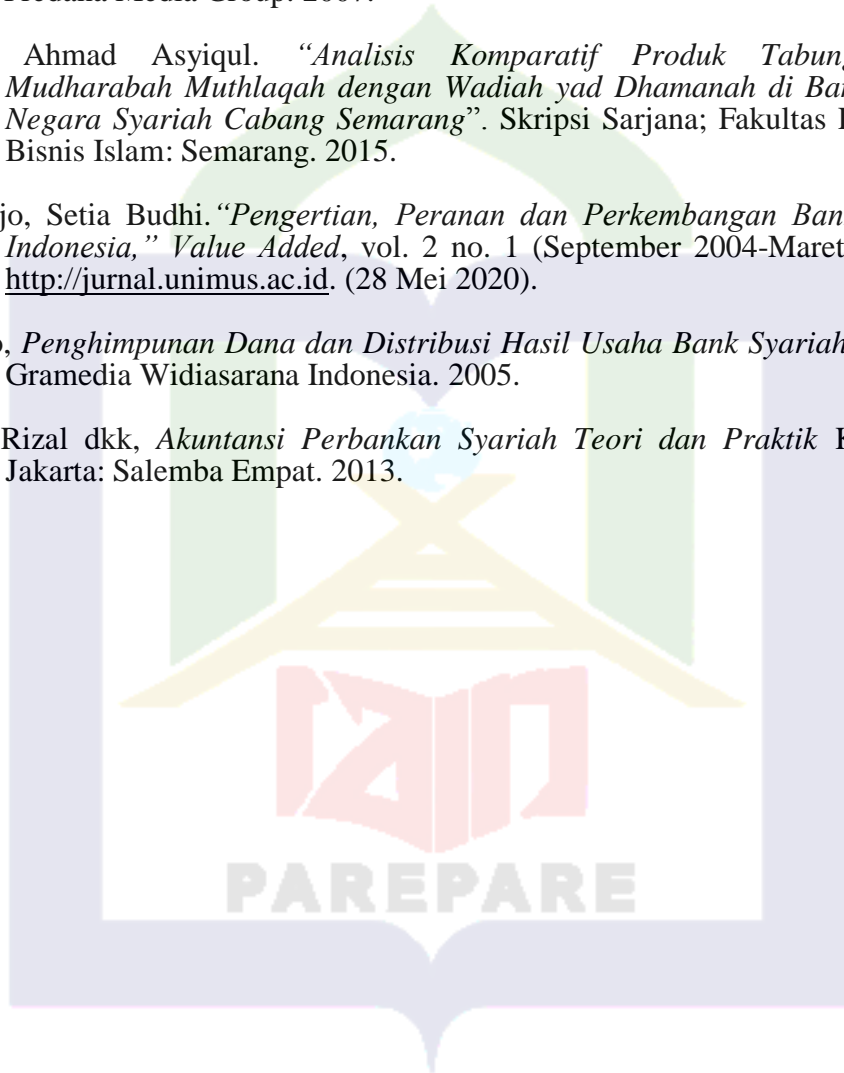 Media Group. 2007.
Ahmad Asyiqul. “Analisis Komparatif Produk Tabung
Mudharabah Muthlaqah dengan Wadiah yad Dhamanah di Ban
Negara Syariah Cabang Semarang”. Skripsi Sarjana; Fakultas E
Bisnis Islam: Semarang. 2015.
jo, Setia Budhi.“Pengertian, Peranan dan Perkembangan Ban
Indonesia,” Value Added, vol. 2 no. 1 (September 2004-Maret
http://jurnal.unimus.ac.id. (28 Mei 2020).
o, Penghimpunan Dana dan Distribusi Hasil Usaha Bank Syariah
Gramedia Widiasarana Indonesia. 2005.
Rizal dkk, Akuntansi Perbankan Syariah Teori dan Praktik K
Jakarta: Salemba Empat. 2013.
iain
PAREPARE